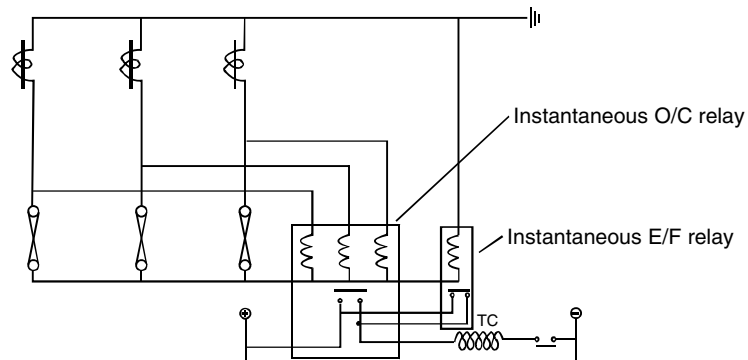 Instantaneous O/C relay
Instantaneous E/F relay
+
−
TC